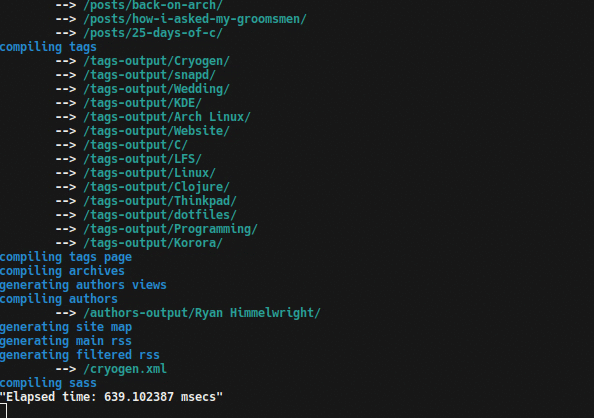 --> /posts/back-on-arch/
--> /posts/how-i-asked-my-groomsmen/
--> /posts/25-days-of-c/
compiling tags
--> /tags-output/Cryogen/
--> /tags-output/snapd/
--> /tags-output/Wedding/
--> /tags-output/KDE/
--> /tags-output/Arch Linux/
--> /tags-output/Website/
--> /tags-output/C/
--> /tags-output/LFS/
--> /tags-output/Linux/
--> /tags-output/Clojure/
--> /tags-output/Thinkpad/
--> /tags-output/dotfiles/
--> /tags-output/Programming/
--> /tags-output/Korora/
compiling tags page
compiling archives
generating authors views
compiling authors
--> /authors-output/Ryan Himmelwright/
generating site map
generating main rss
generating filtered rss
--> /cryogen.xml
compiling sass
"Elapsed time: 639.102387 msecs"